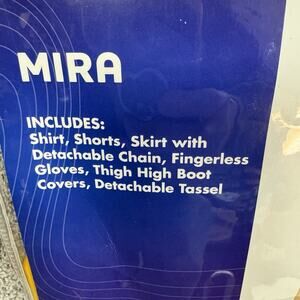 MIRA
INCLUDES:
Shirt, Shorts, Skirt with
Detachable Chain, Fingerless
Gloves, Thigh High Boot
Covers, Detachable Tassel